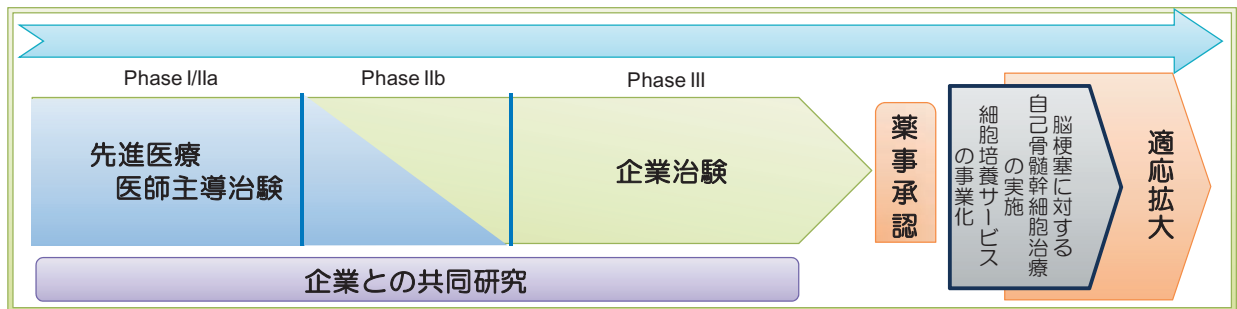 Phase I/IIa
Phase IIb
Phase III
先進医療
医師主導治験
企業治験
企業との共同研究
薬事承認
脳梗塞に対する
自己骨髄幹細胞治療
の実施
細胞培養サービス
の事業化
適応拡大